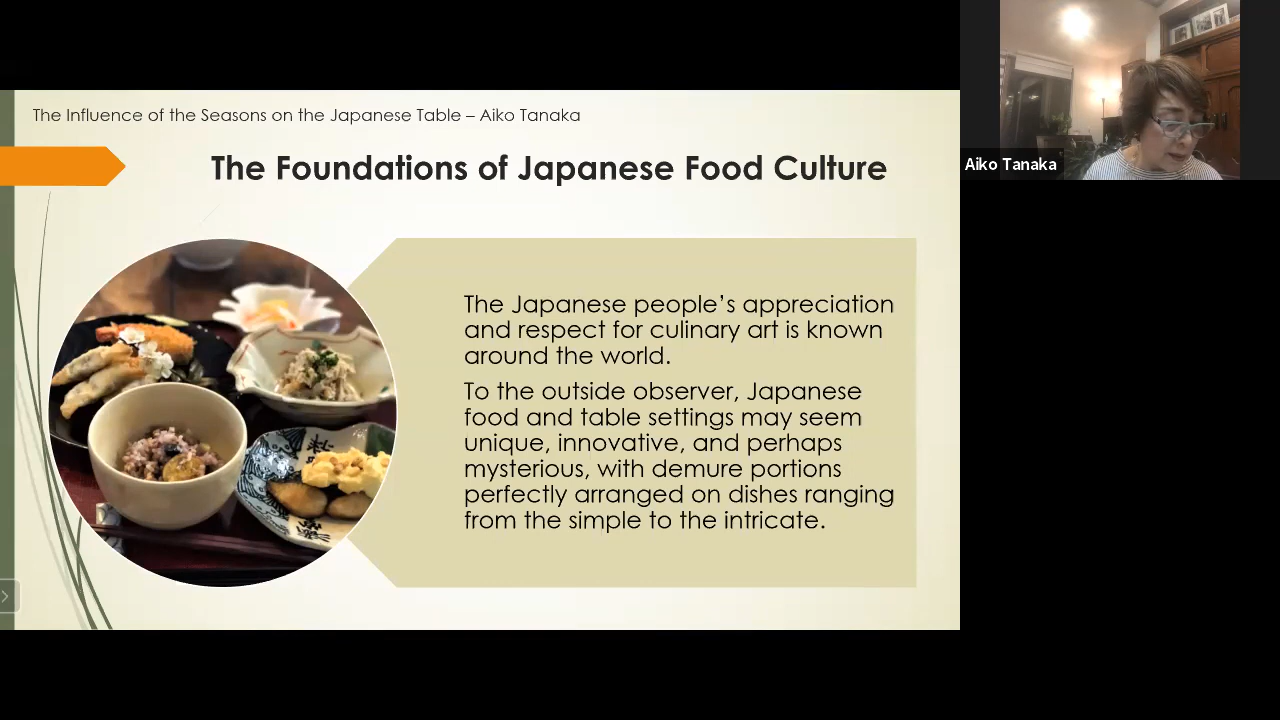 The Influence of the Seasons on the Japanese Table – Aiko Tanaka
The Foundations of Japanese Food Culture
The Japanese people’s appreciation
and respect for culinary art is known
around the world.
To the outside observer, Japanese
food and table settings may seem
unique, innovative, and perhaps
mysterious, with demure portions
perfectly arranged on dishes ranging
from the simple to the intricate.
Aiko Tanaka